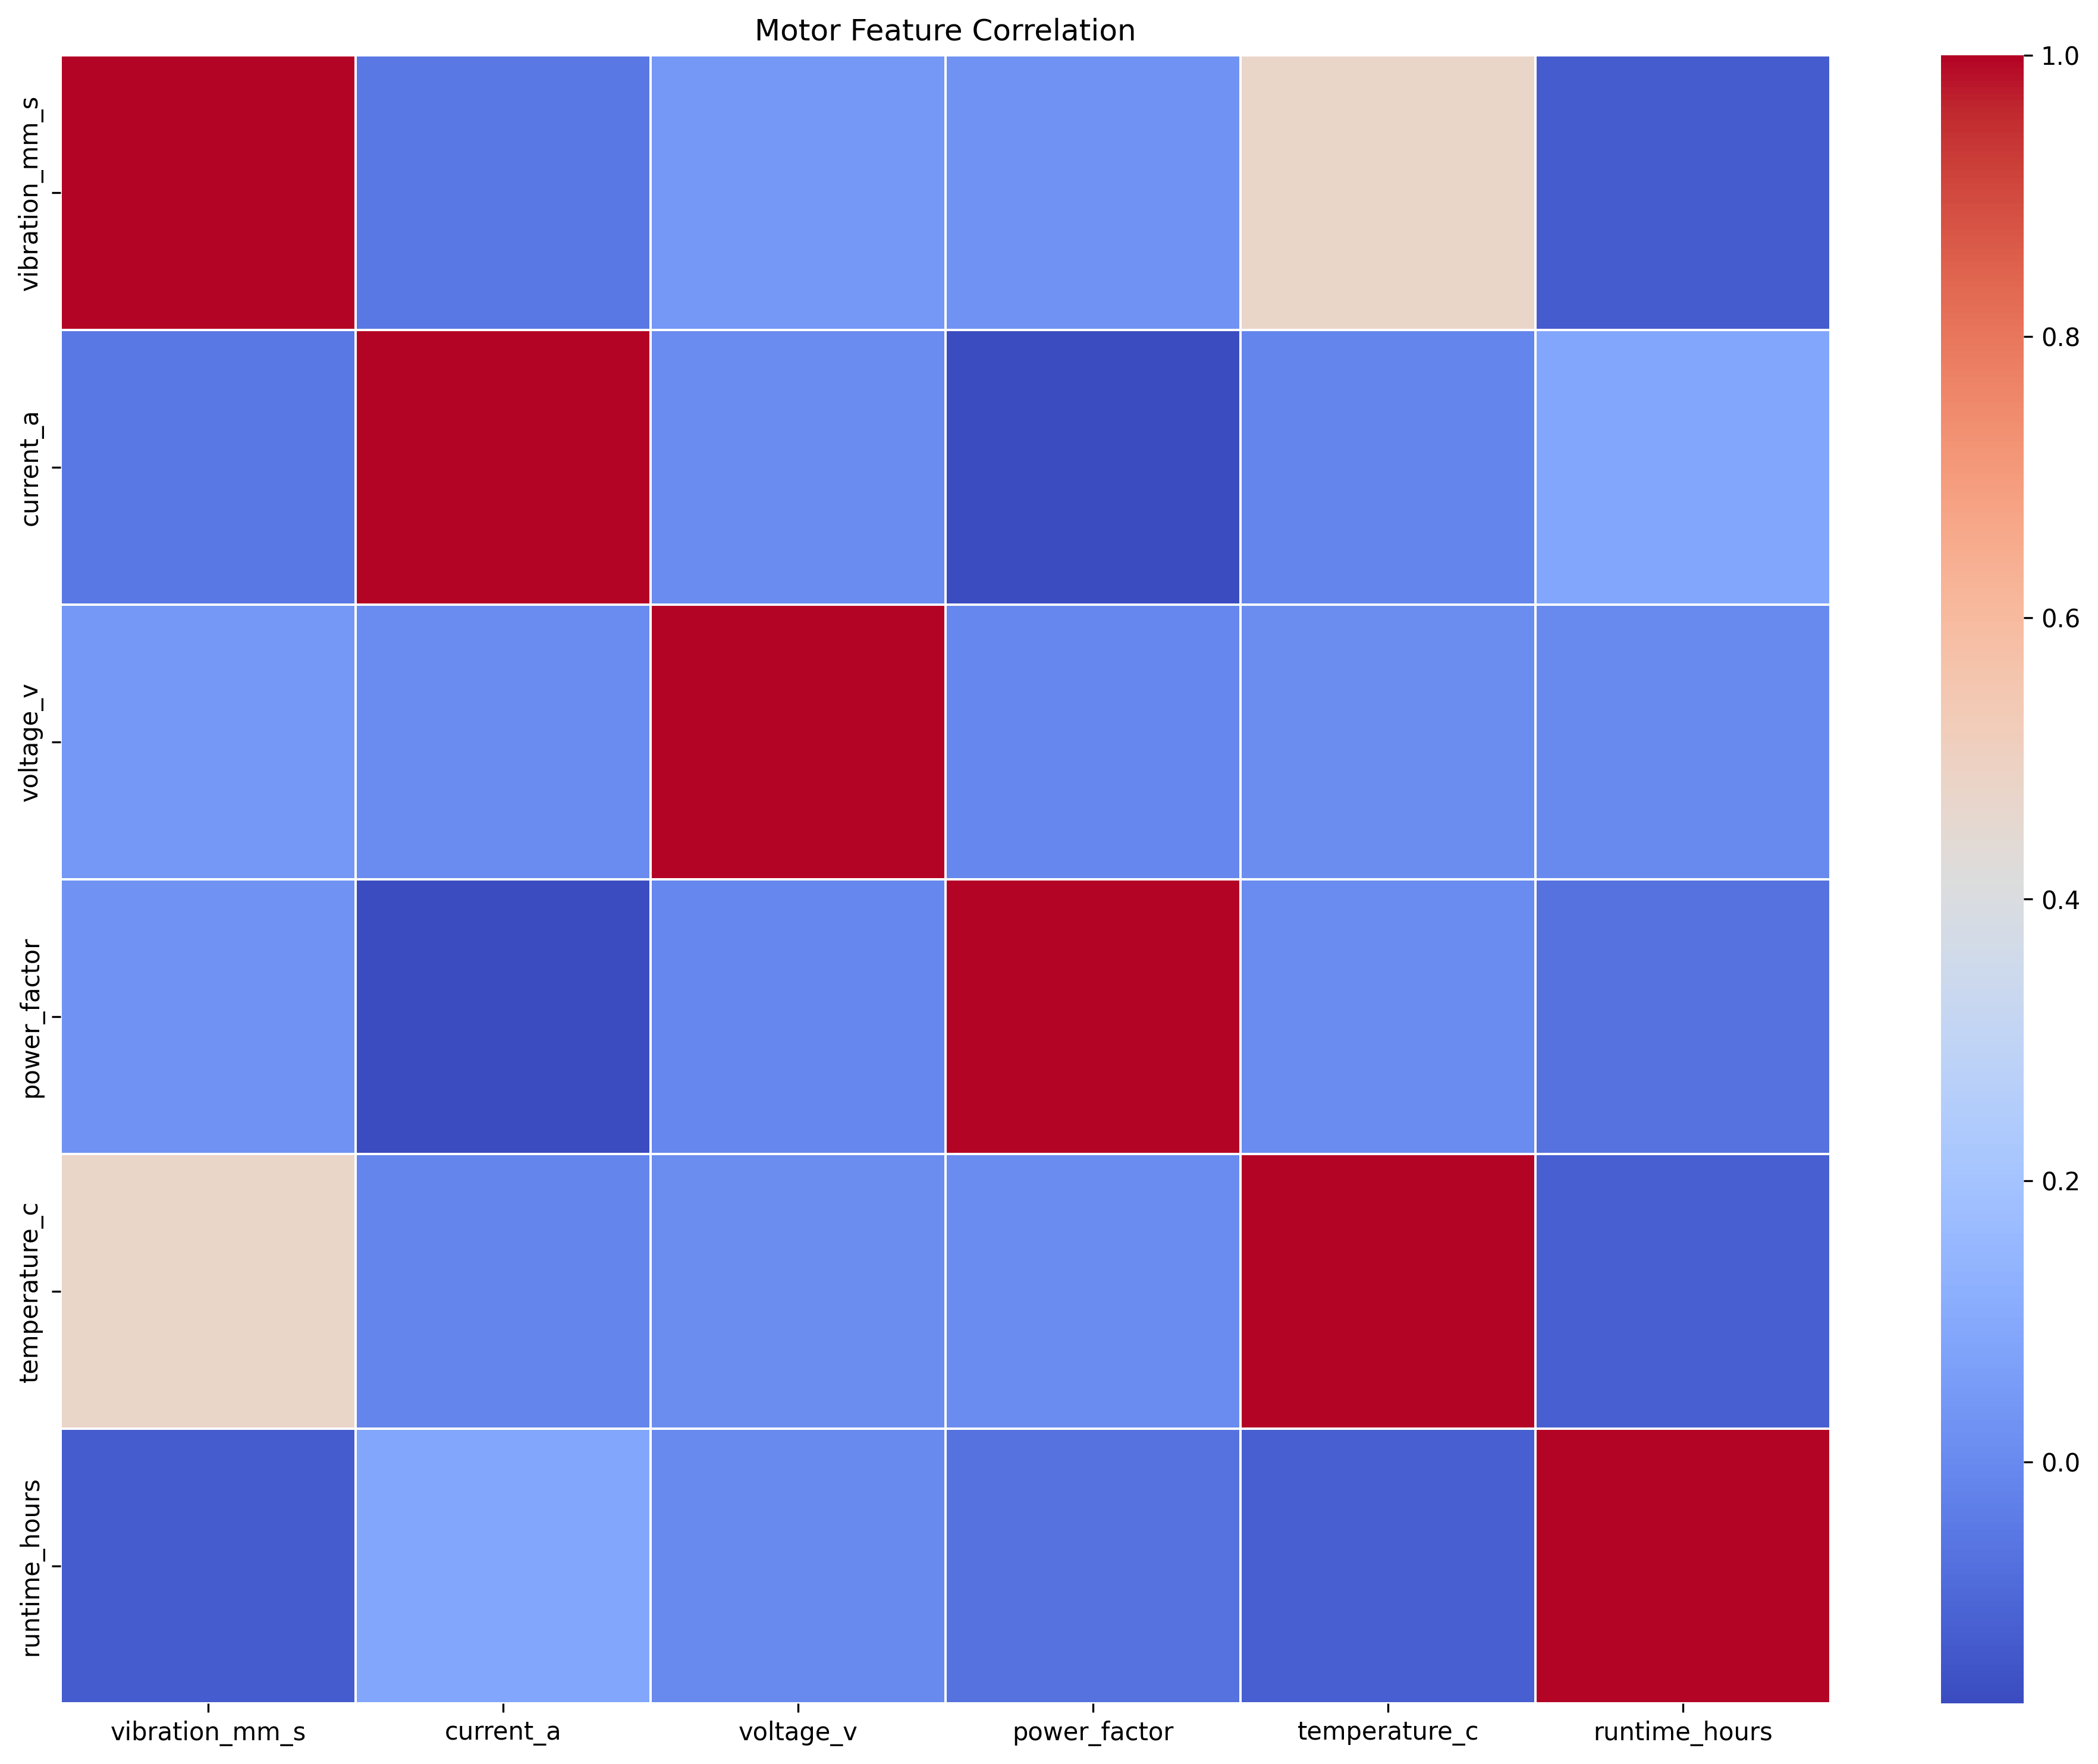 Motor Feature Correlation
vibration_mm_s
current_a
voltage_v
power_factor
temperature_c
runtime_hours
vibration_mm_s
current_a
voltage_v
power_factor
temperature_c
runtime_hours
1.0
0.8
0.6
0.4
0.2
0.0